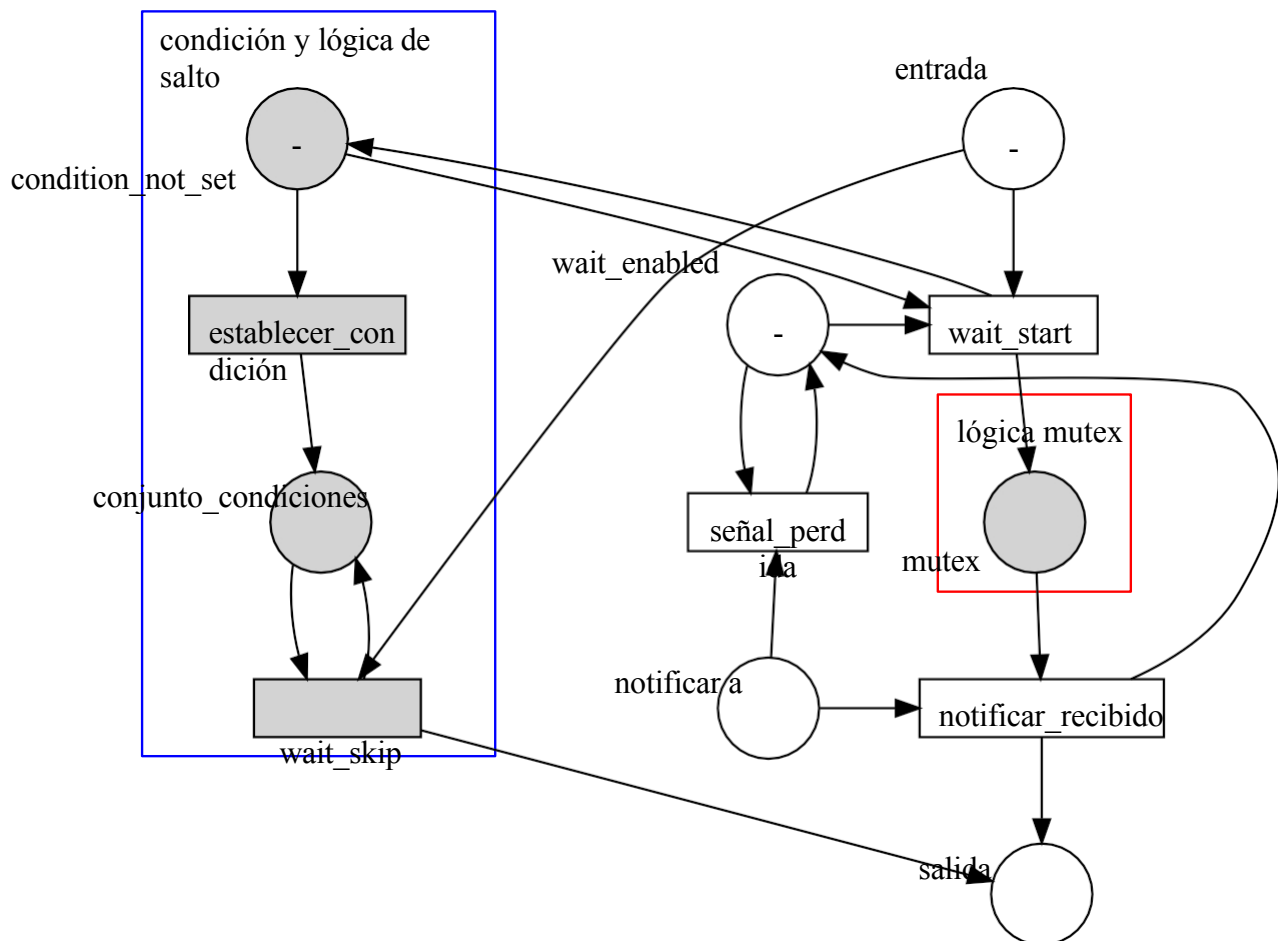 condición y lógica de
salto
entrada
-
-
condition_not_set
wait_enabled
establecer_con
dición
-
wait_start
lógica mutex
conjunto_condiciones
señal_perd
ida
mutex
notificar a
notificar_recibido
wait_skip
salida